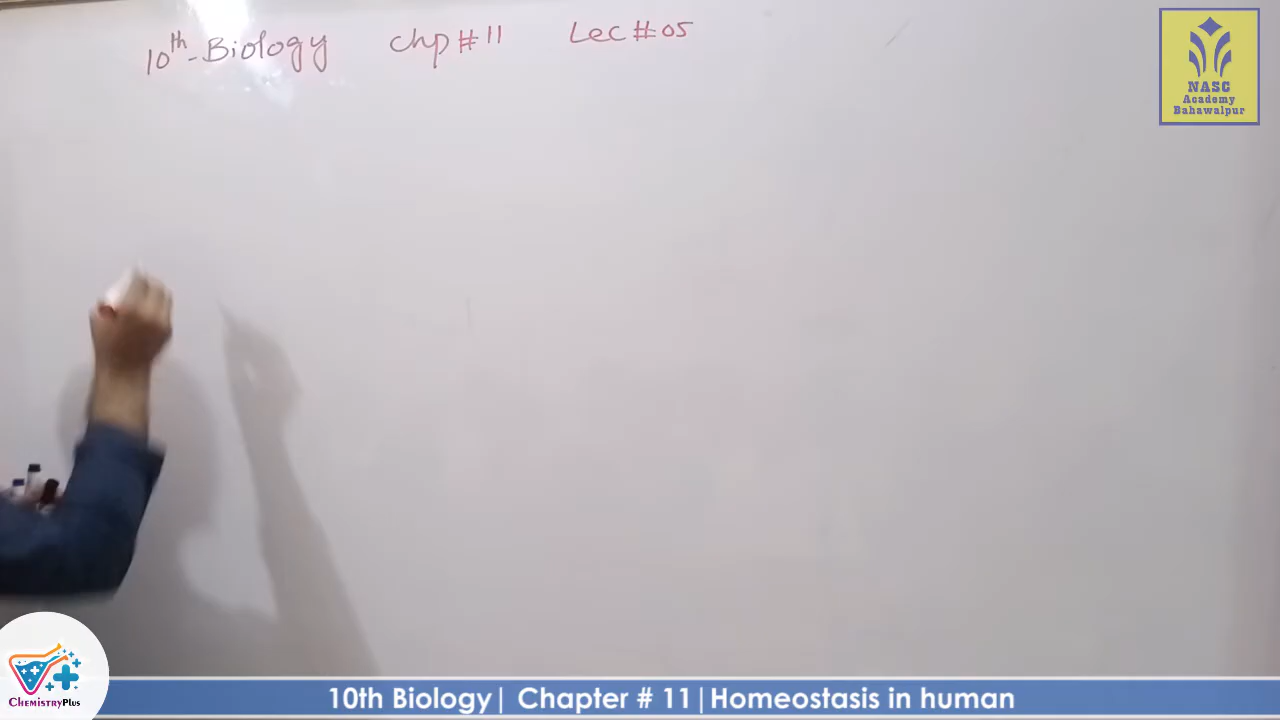 10th-Biology Chp # 11 Lec # 05
NASC
Academy
Bahawalpur
ChemistryPlus
10th Biology| Chapter # 11|Homeostasis in human